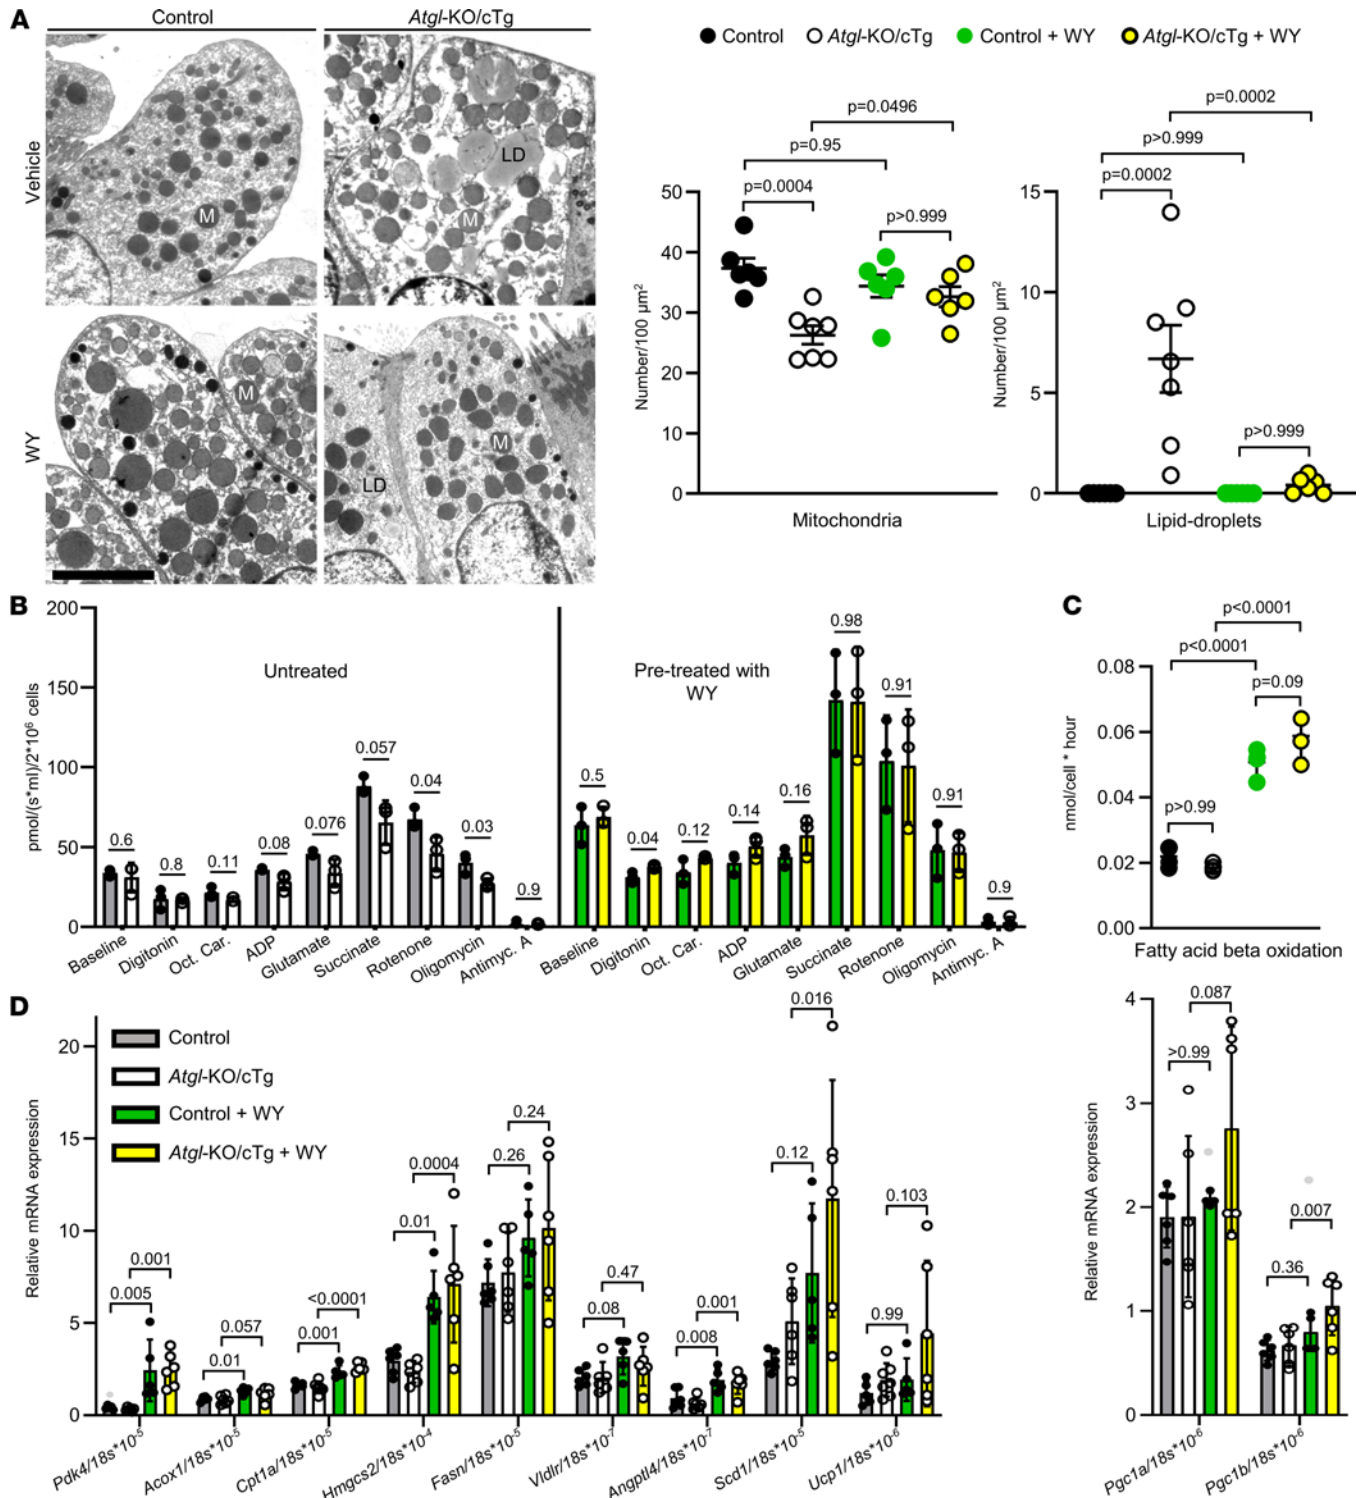 A
Control
Atgl-KO/cTg
Vehicle
WY
M
LD
M
M
LD
M
Control
Atgl-KO/cTg
Control + WY
Atgl-KO/cTg + WY
p=0.0496
p=0.95
p=0.0004
p>0.999
Number/100 µm²
50
40
30
20
10
0
Mitochondria
p=0.0002
p>0.999
p=0.0002
p>0.999
Number/100 µm²
15
10
5
0
Lipid-droplets
B
pmol/(s*ml)/2*10⁶ cells
200
150
100
50
0
Untreated
Pre-treated with
WY
0.6
0.8
0.11
0.08
0.076
0.057
0.04
0.03
0.9
0.5
0.04
0.12
0.14
0.16
0.98
0.91
0.91
0.9
Baseline
Digitonin
Oct. Car.
ADP
Glutamate
Succinate
Rotenone
Oligomycin
Antimyc. A
Baseline
Digitonin
Oct. Car.
ADP
Glutamate
Succinate
Rotenone
Oligomycin
Antimyc. A
C
p<0.0001
p<0.0001
p=0.09
p>0.99
nmol/cell * hour
0.08
0.06
0.04
0.02
0.00
Fatty acid beta oxidation
D
Relative mRNA expression
20
15
10
5
0
Control
Atgl-KO/cTg
Control + WY
Atgl-KO/cTg + WY
0.005
0.001
0.01
0.057
0.001
<0.0001
0.01
0.0004
0.26
0.24
0.08
0.47
0.008
0.001
0.12
0.016
0.99
0.103
Pdk4/18s*10⁻⁵
Acox1/18s*10⁻⁵
Cpt1a/18s*10⁻⁵
Hmgcs2/18s*10⁻⁴
Fasn/18s*10⁻⁵
Vldlr/18s*10⁻⁷
Angptl4/18s*10⁻⁷
Scd1/18s*10⁻⁵
Ucp1/18s*10⁻⁶
Relative mRNA expression
4
3
2
1
0
>0.99
0.087
0.36
0.007
Pgc1a/18s*10⁻⁶
Pgc1b/18s*10⁻⁶